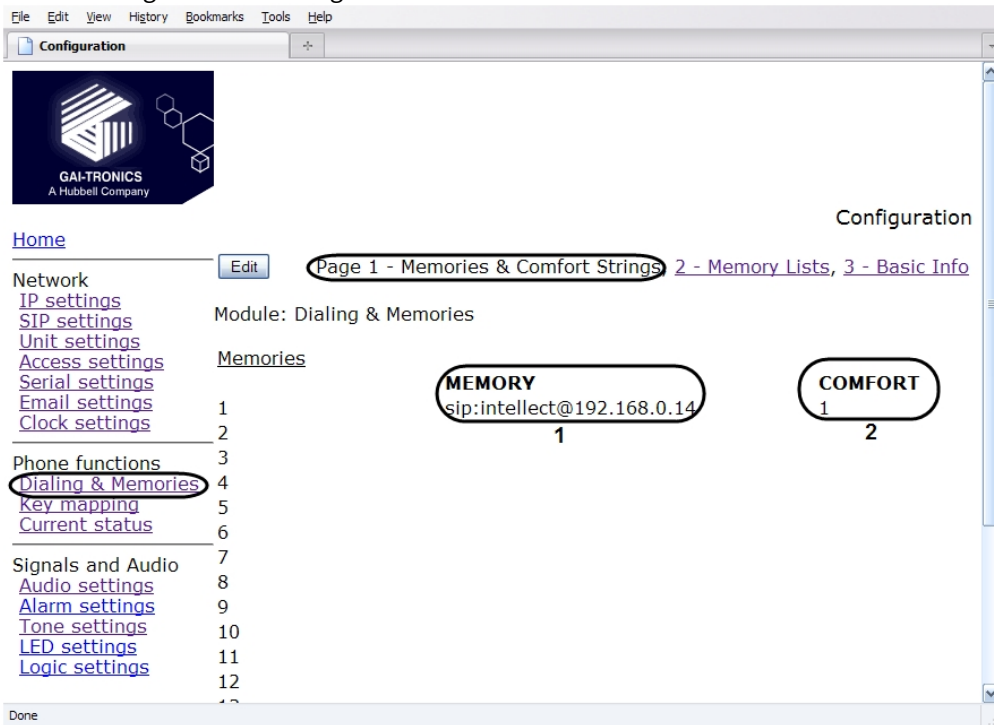 File Edit View History Bookmarks Tools Help
Configuration
GAI-TRONICS
A Hubbell Company
Configuration
Home
Edit Page 1 - Memories & Comfort Strings, 2 - Memory Lists, 3 - Basic Info
Network
IP settings
SIP settings
Unit settings
Access settings
Serial settings
Email settings
Clock settings
Phone functions
Dialing & Memories
Key mapping
Current status
Signals and Audio
Audio settings
Alarm settings
Tone settings
LED settings
Logic settings
Module: Dialing & Memories
Memories
MEMORY COMFORT
1 sip:intellect@192.168.0.14 1
2 1 2
3
4
5
6
7
8
9
10
11
12
Done